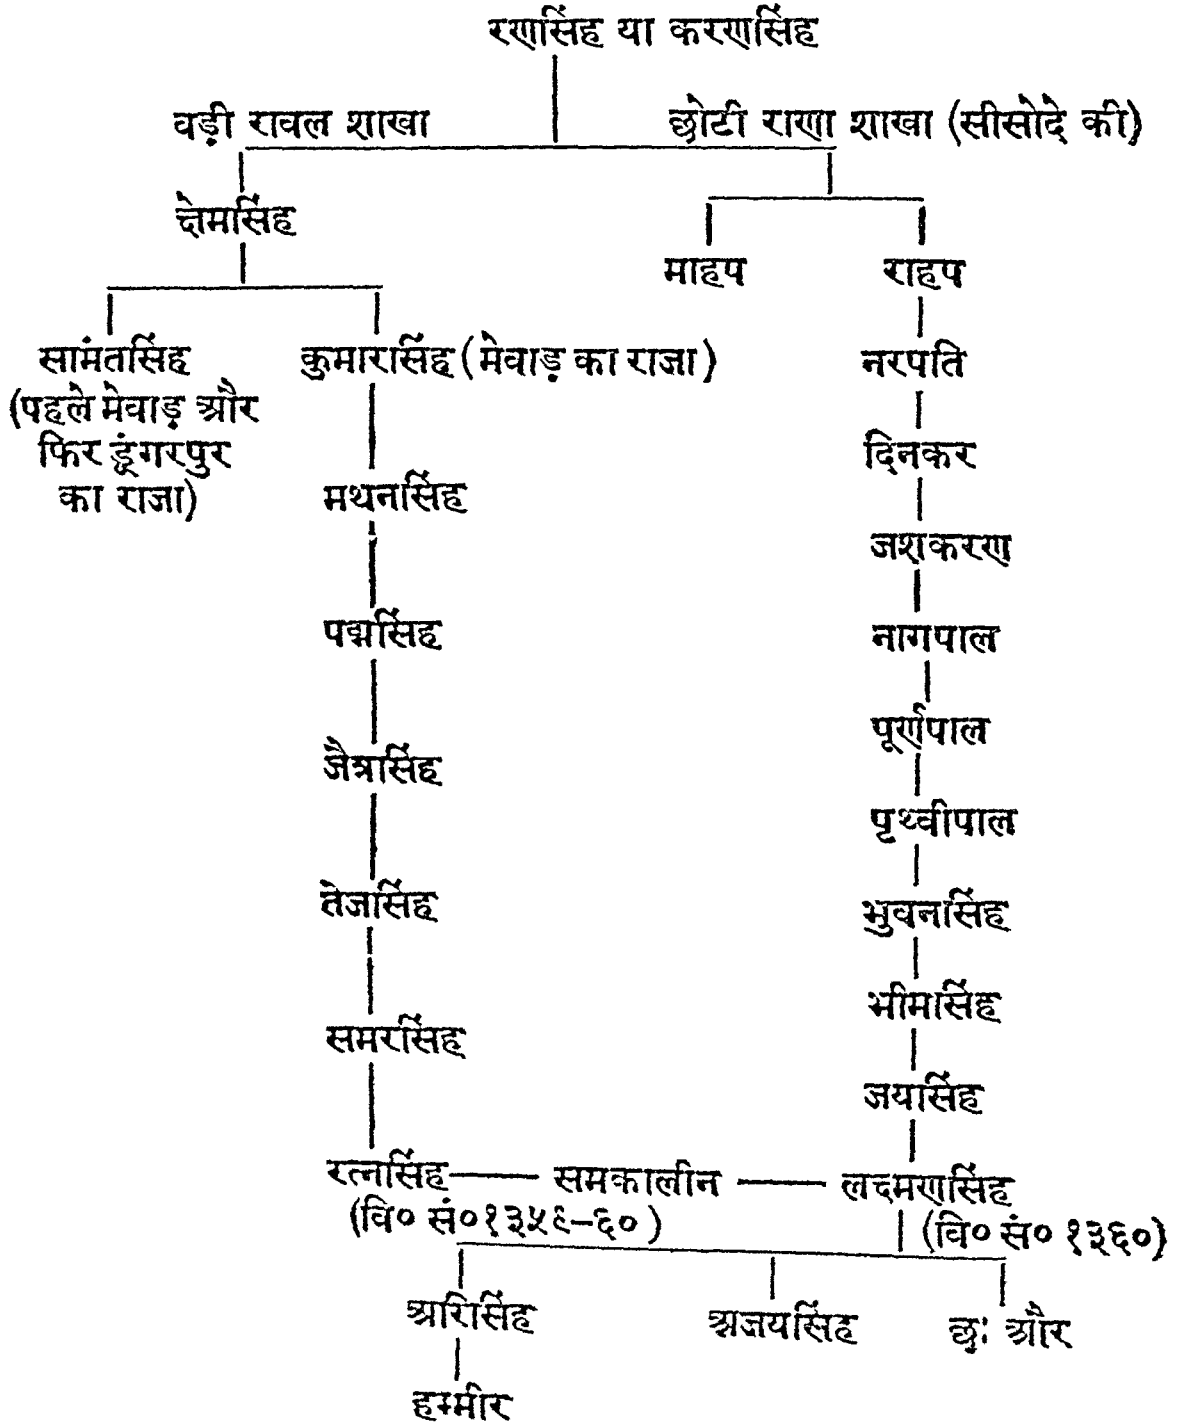 रणसिंह या करणसिंह
वड़ी रावल शाखा
छोटी राणा शाखा (सीसोदे की)
क्षेमसिंह
माहप
राहप
सामंतसिंह
(पहले मेवाड़ और
फिर डूंगरपुर
का राजा)
कुमारसिंह (मेवाड़ का राजा)
मथनसिंह
पद्मसिंह
जैत्रसिंह
तेजसिंह
समरसिंह
रत्नसिंह
(वि० सं० १३५९-६०)
समकालीन
नरपति
दिनकर
जशकरण
नागपाल
पूर्णपाल
पृथ्वीपाल
भुवनसिंह
भीमसिंह
जयसिंह
लक्ष्मणसिंह
(वि० सं० १३६०)
अरिसिंह
अजयसिंह
छः और
हम्मीर